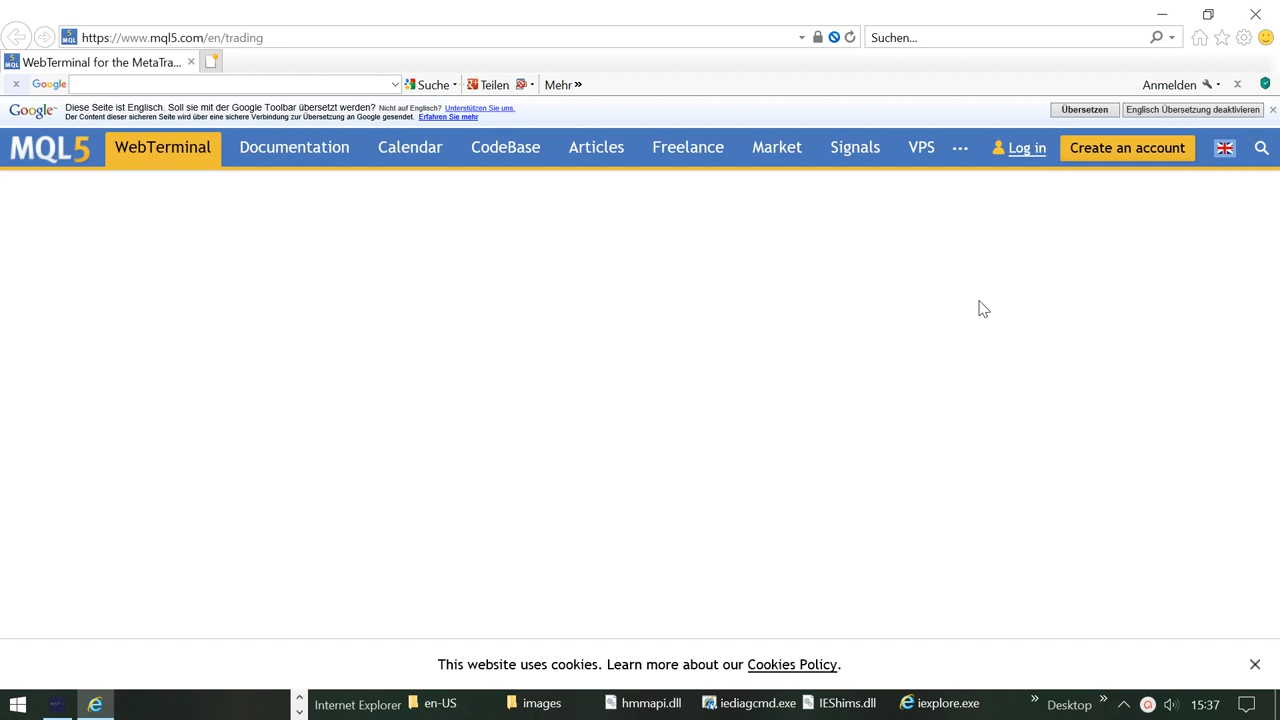 https://www.mql5.com/en/trading
Suchen...
WebTerminal for the MetaTra...
Google
Suche
Teilen
Mehr »
Anmelden
Google™
Diese Seite ist Englisch. Soll sie mit der Google Toolbar übersetzt werden? Nicht auf Englisch? Unterstützen Sie uns.
Der Content dieser sicheren Seite wird über eine sichere Verbindung zur Übersetzung an Google gesendet. Erfahren Sie mehr
Übersetzen
Englisch Übersetzung deaktivieren
MQL5
WebTerminal
Documentation
Calendar
CodeBase
Articles
Freelance
Market
Signals
VPS
...
Log in
Create an account
This website uses cookies. Learn more about our Cookies Policy.
Internet Explorer
en-US
images
hmmapi.dll
iediagcmd.exe
IEShims.dll
iexplore.exe
»
Desktop
»
15:37